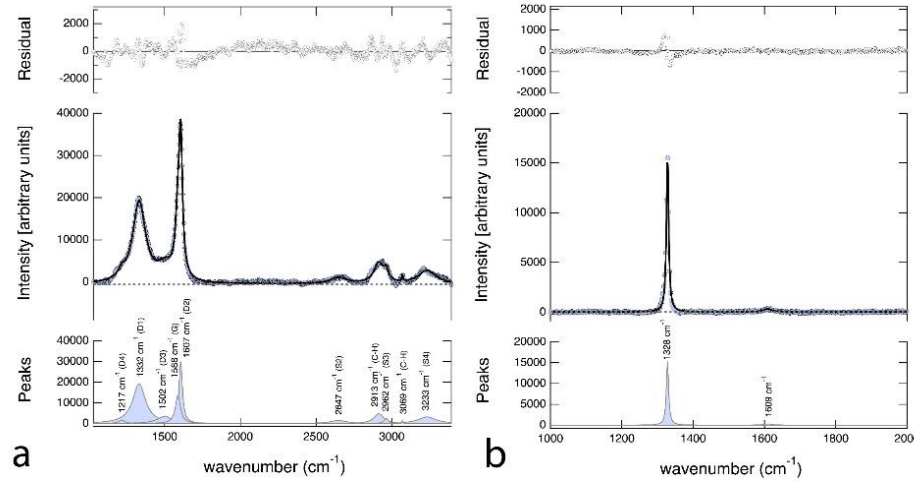 Residual
2000
0
-2000
Intensity [arbitrary units]
40000
30000
20000
10000
0
Peaks
40000
30000
20000
10000
0
1217 cm⁻¹ (D4)
1332 cm⁻¹ (D1)
1502 cm⁻¹ (D3)
1588 cm⁻¹ (G)
1607 cm⁻¹ (D2)
2647 cm⁻¹ (S2)
2913 cm⁻¹ (C-H)
2962 cm⁻¹ (S3)
3069 cm⁻¹ (C-H)
3233 cm⁻¹ (S4)
1500 2000 2500 3000
wavenumber (cm⁻¹)
a
Residual
2000
1000
0
-1000
-2000
Intensity [arbitrary units]
20000
15000
10000
5000
0
Peaks
20000
15000
10000
5000
0
1328 cm⁻¹
1609 cm⁻¹
1000 1200 1400 1600 1800 2000
wavenumber (cm⁻¹)
b